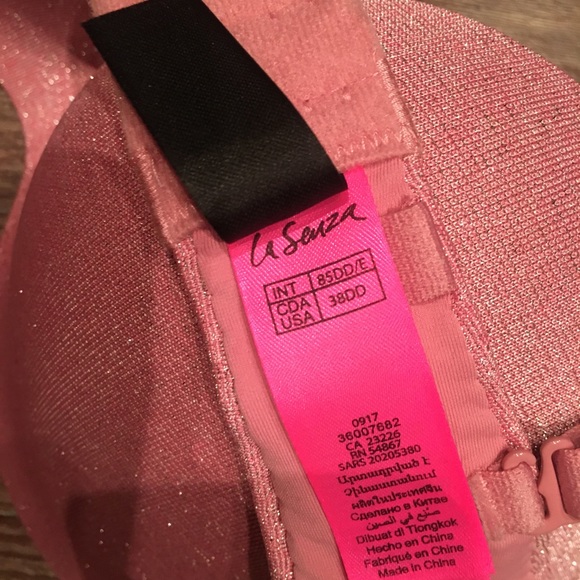 la Senza
INT 85DD/E
CDA USA 38DD
0917
36007682
CA 23226
RN 54867
SARS 20205380
Արտադրված է
Չինաստանում
ผลิตในประเทศจีน
Сделано в Китае
صنع في الصين
Dibuat di Tiongkok
Hecho en China
Fabriqué en Chine
Made in China